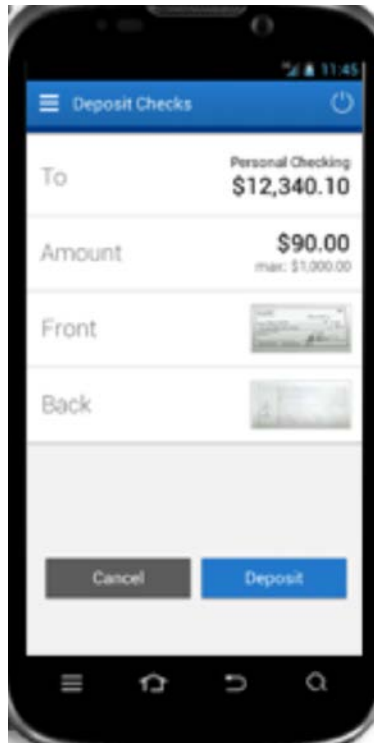 11:45
Deposit Checks
To
Personal Checking
$12,340.10
Amount
$90.00
max: $1,000.00
Front
Back
Cancel
Deposit